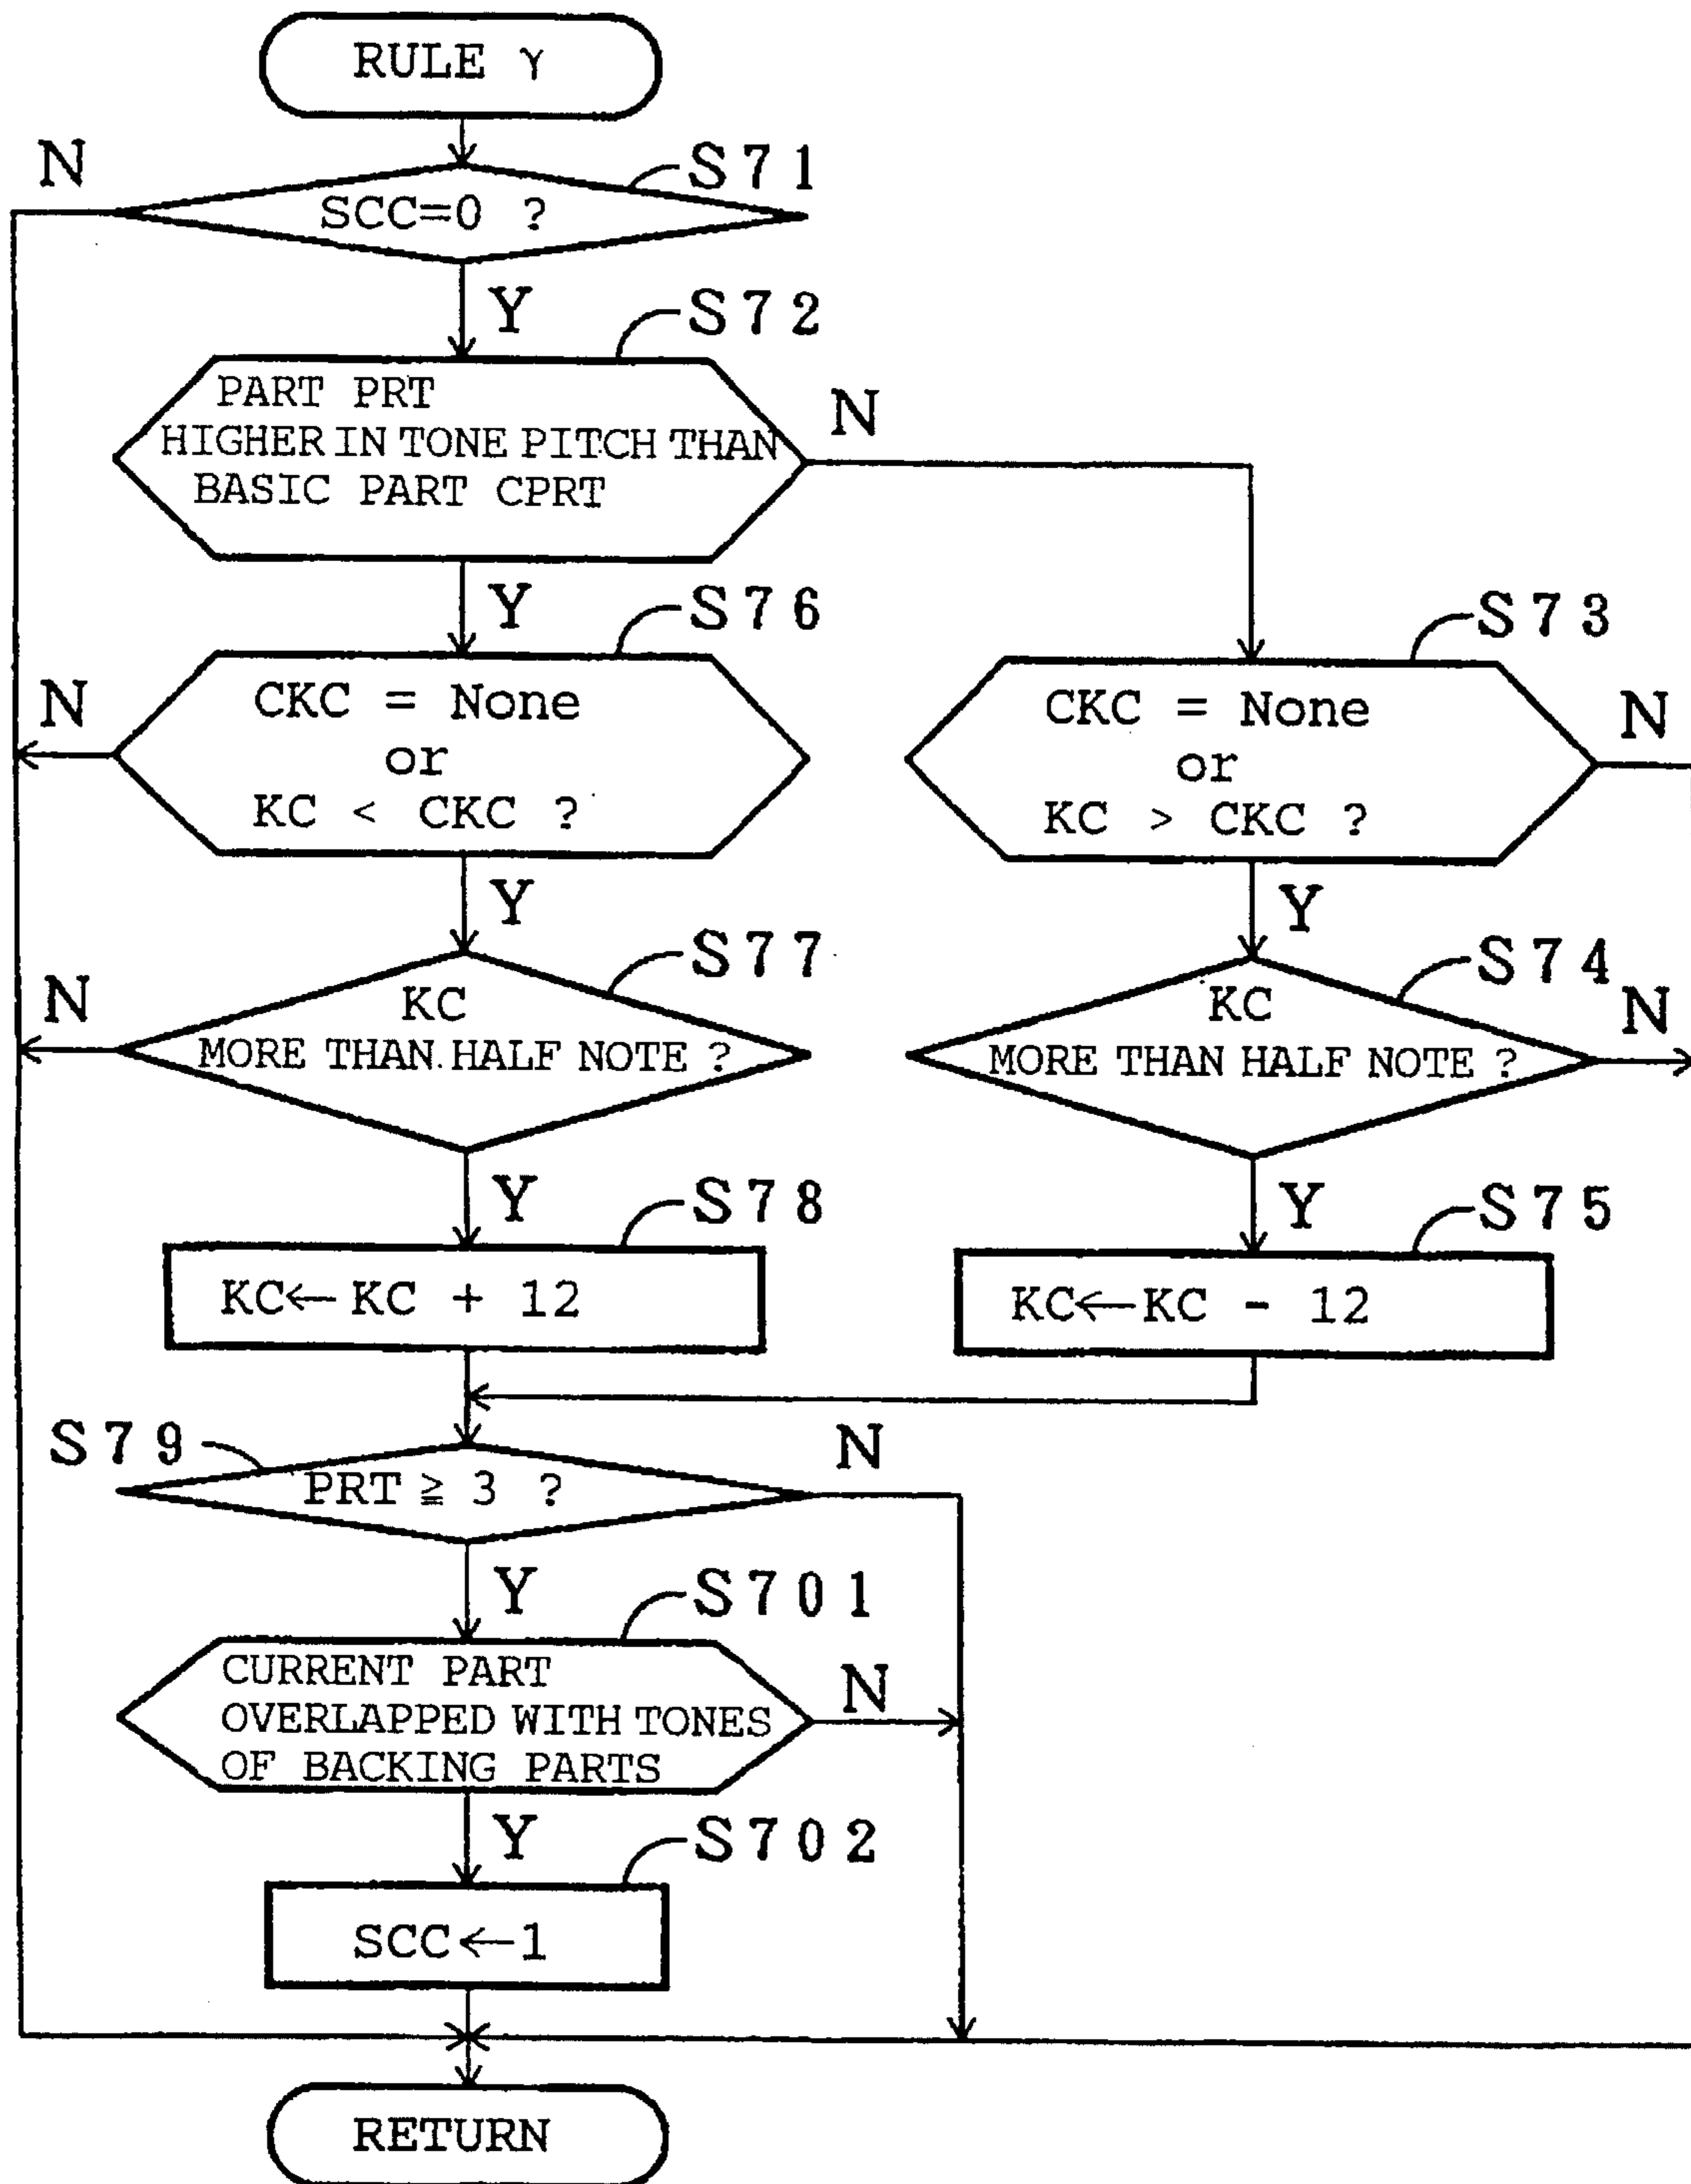 RULE γ
N
S71
SCC=0 ?
Y
S72
PART PRT
HIGHER IN TONE PITCH THAN
BASIC PART CPRT
N
Y
S76
S73
N
CKC = None
or
KC < CKC ?
CKC = None
or
KC > CKC ?
N
Y
S77
Y
S74
N
KC
MORE THAN HALF NOTE ?
KC
MORE THAN HALF NOTE ?
N
Y
S78
Y
S75
KC←KC + 12
KC←KC - 12
S79
PRT ≧ 3 ?
N
Y
S701
CURRENT PART
OVERLAPPED WITH TONES
OF BACKING PARTS
N
Y
S702
SCC←1
RETURN